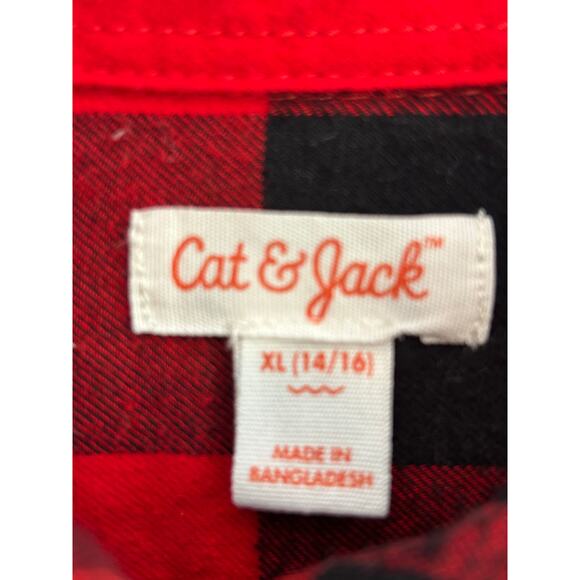 Cat & Jack™
XL (14/16)
MADE IN
BANGLADESH